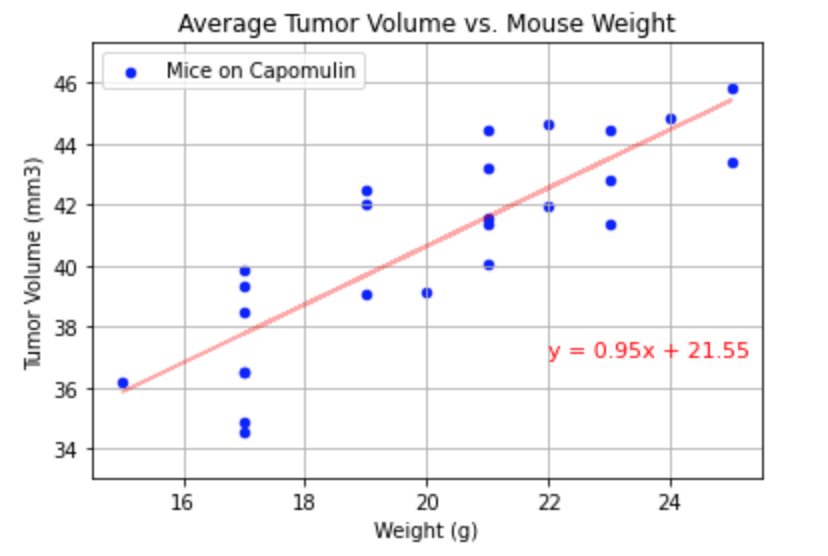 Average Tumor Volume vs. Mouse Weight
Mice on Capomulin
46
44
42
40
38
36
34
Tumor Volume (mm3)
y = 0.95x + 21.55
16 18 20 22 24
Weight (g)